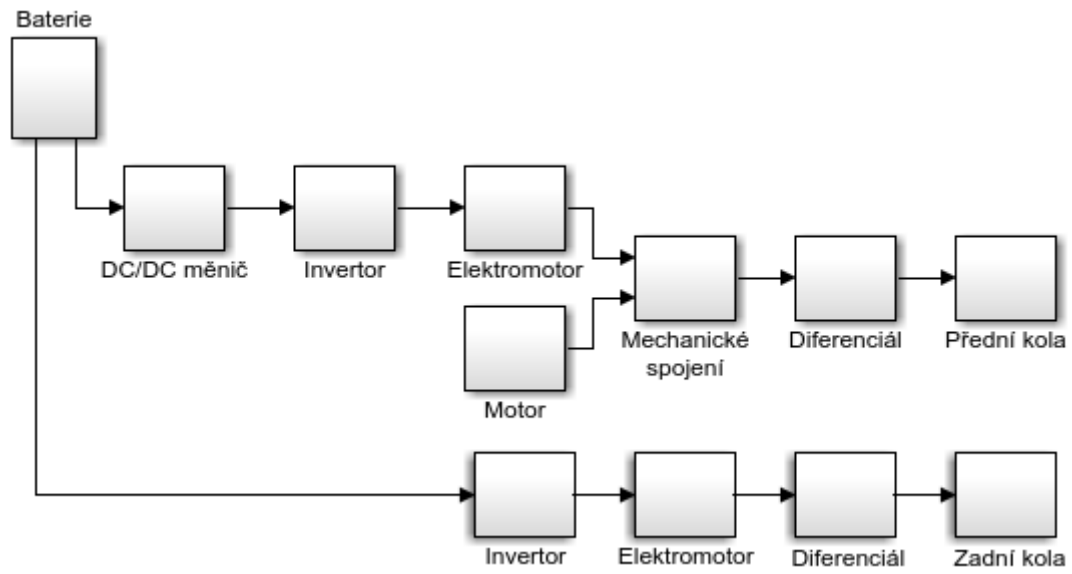 Baterie
DC/DC měnič
Invertor
Elektromotor
Motor
Mechanické
spojení
Diferenciál
Přední kola
Invertor
Elektromotor
Diferenciál
Zadní kola